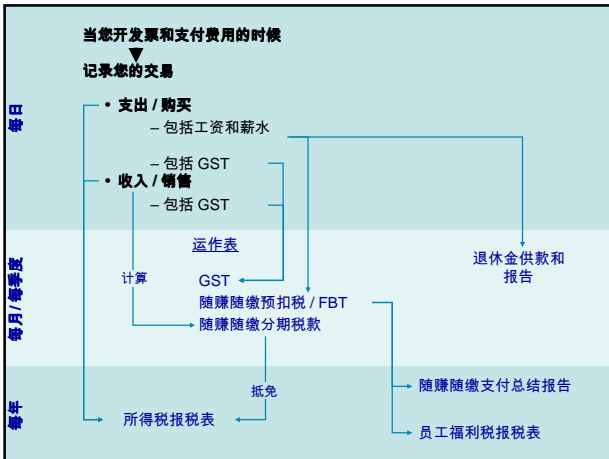 当您开发票和支付费用的时候
记录您的交易
每日
• 支出 / 购买
– 包括工资和薪水
– 包括 GST
• 收入 / 销售
– 包括 GST
每月/每季度
运作表
计算
GST
随赚随缴预扣税 / FBT
随赚随缴分期税款
退休金供款和
报告
每年
抵免
所得税报税表
随赚随缴支付总结报告
员工福利税报税表